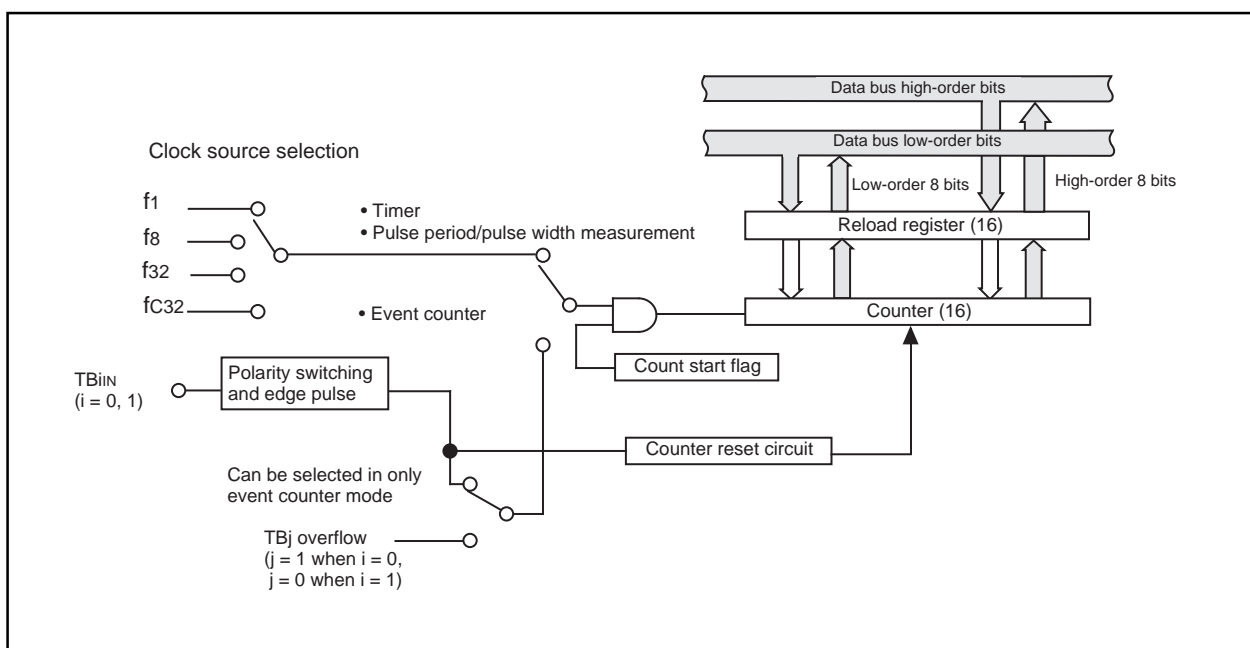 Data bus high-order bits
Data bus low-order bits
Clock source selection
Low-order 8 bits
High-order 8 bits
f1
f8
f32
fC32
• Timer
• Pulse period/pulse width measurement
Reload register (16)
• Event counter
Counter (16)
Count start flag
TBiIN
(i = 0, 1)
Polarity switching
and edge pulse
Counter reset circuit
Can be selected in only
event counter mode
TBj overflow
(j = 1 when i = 0,
j = 0 when i = 1)